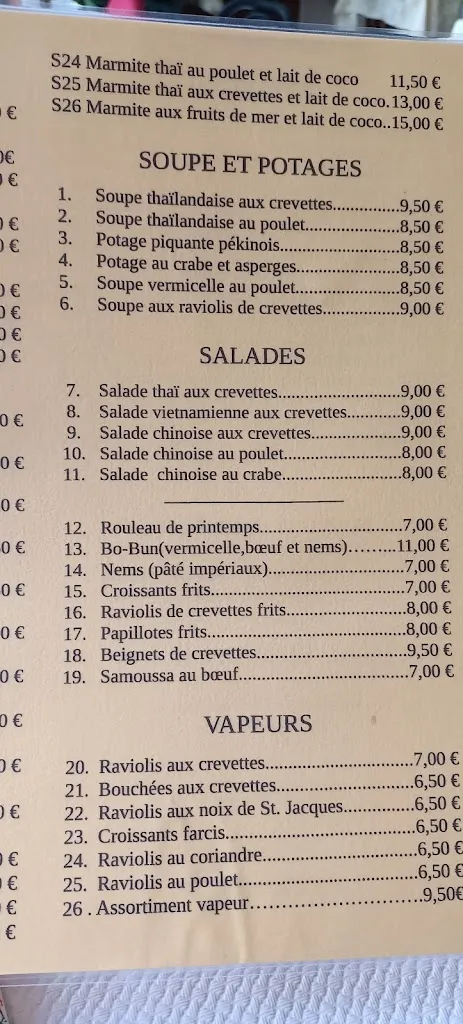 S24 Marmite thaï au poulet et lait de coco 11,50 €
S25 Marmite thaï aux crevettes et lait de coco.13,00 €
S26 Marmite aux fruits de mer et lait de coco..15,00 €
SOUPE ET POTAGES
1. Soupe thaïlandaise aux crevettes...............9,50 €
2. Soupe thaïlandaise au poulet.....................8,50 €
3. Potage piquante pékinois..........................8,50 €
4. Potage au crabe et asperges.......................8,50 €
5. Soupe vermicelle au poulet.......................8,50 €
6. Soupe aux raviolis de crevettes.................9,00 €
SALADES
7. Salade thaï aux crevettes...........................9,00 €
8. Salade vietnamienne aux crevettes............9,00 €
9. Salade chinoise aux crevettes....................9,00 €
10. Salade chinoise au poulet..........................8,00 €
11. Salade chinoise au crabe...........................8,00 €
12. Rouleau de printemps................................7,00 €
13. Bo-Bun(vermicelle,bœuf et nems)………11,00 €
14. Nems (pâté impériaux)..............................7,00 €
15. Croissants frits...........................................7,00 €
16. Raviolis de crevettes frits...........................8,00 €
17. Papillotes frits............................................8,00 €
18. Beignets de crevettes.................................9,50 €
19. Samoussa au bœuf.....................................7,00 €
VAPEURS
20. Raviolis aux crevettes.................................7,00 €
21. Bouchées aux crevettes...............................6,50 €
22. Raviolis aux noix de St. Jacques................6,50 €
23. Croissants farcis..........................................6,50 €
24. Raviolis au coriandre..................................6,50 €
25. Raviolis au poulet.......................................6,50 €
26 . Assortiment vapeur……………………….9,50€